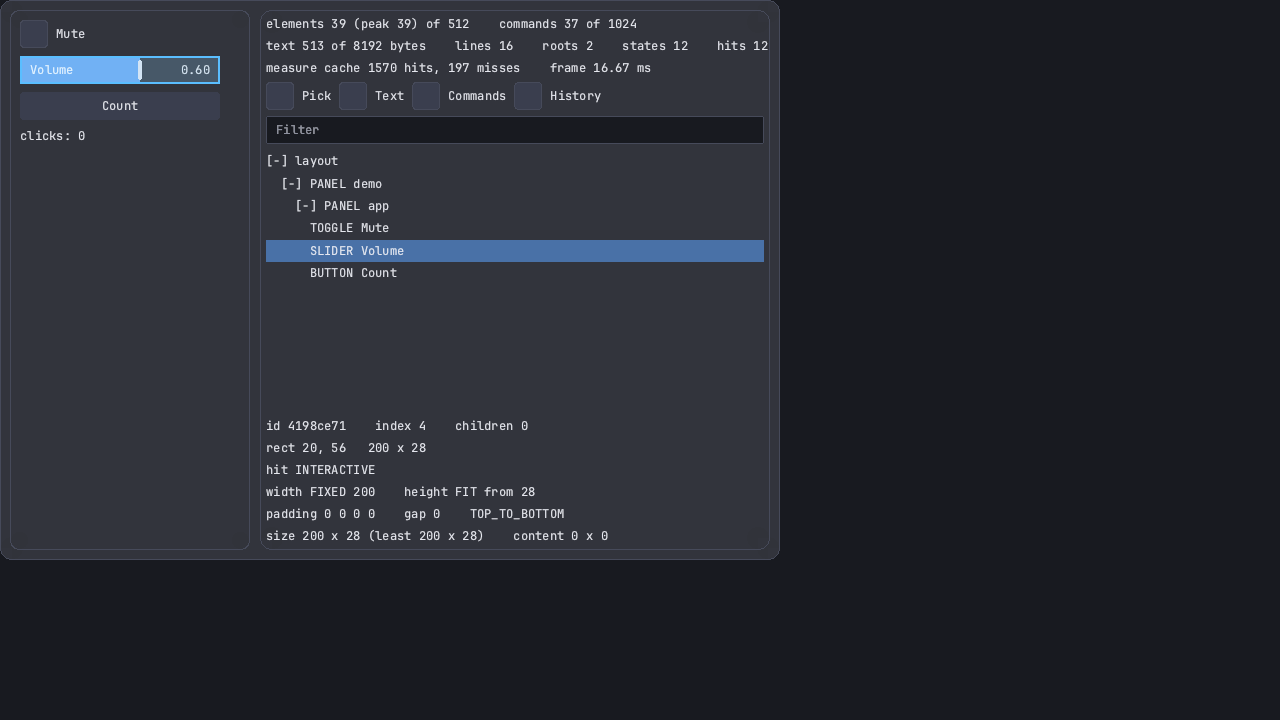 Mute
Volume 0.60
Count
clicks: 0
elements 39 (peak 39) of 512 commands 37 of 1024
text 513 of 8192 bytes lines 16 roots 2 states 12 hits 12
measure cache 1570 hits, 197 misses frame 16.67 ms
Pick Text Commands History
Filter
[-] layout
[-] PANEL demo
[-] PANEL app
TOGGLE Mute
SLIDER Volume
BUTTON Count
id 4198ce71 index 4 children 0
rect 20, 56 200 x 28
hit INTERACTIVE
width FIXED 200 height FIT from 28
padding 0 0 0 0 gap 0 TOP_TO_BOTTOM
size 200 x 28 (least 200 x 28) content 0 x 0